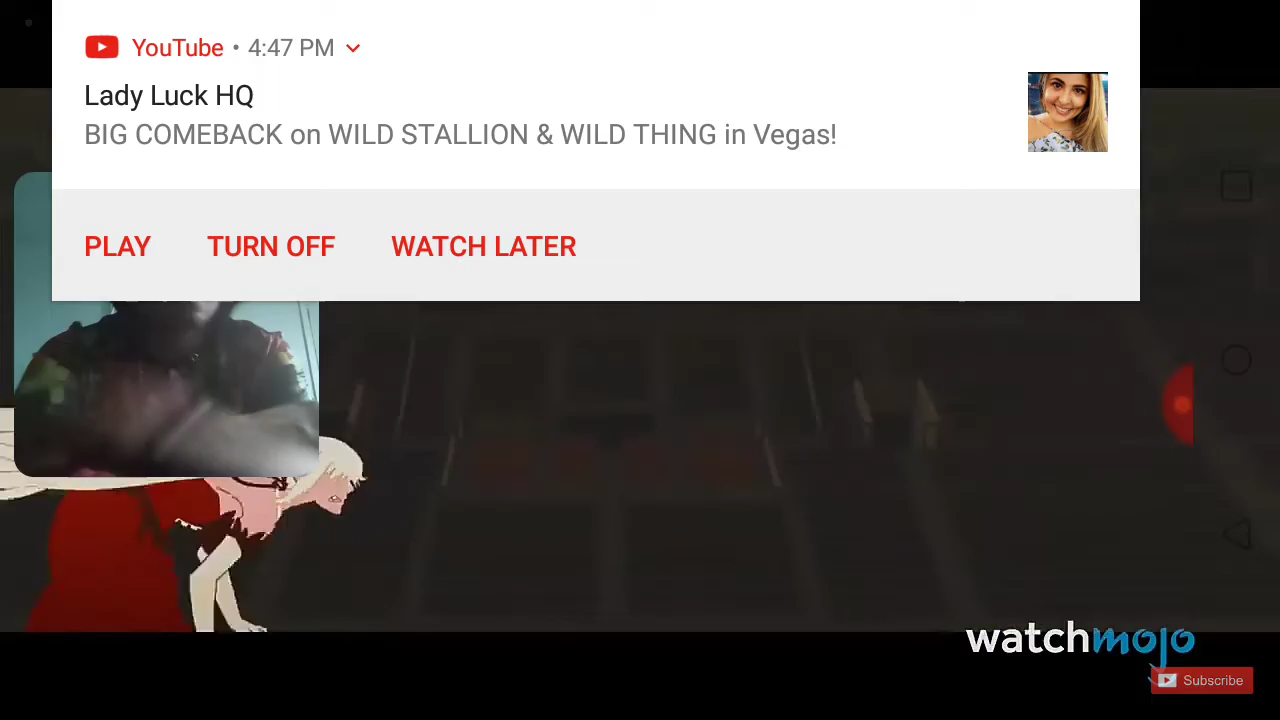 YouTube • 4:47 PM
Lady Luck HQ
BIG COMEBACK on WILD STALLION & WILD THING in Vegas!
PLAY TURN OFF WATCH LATER
watchmojo
Subscribe